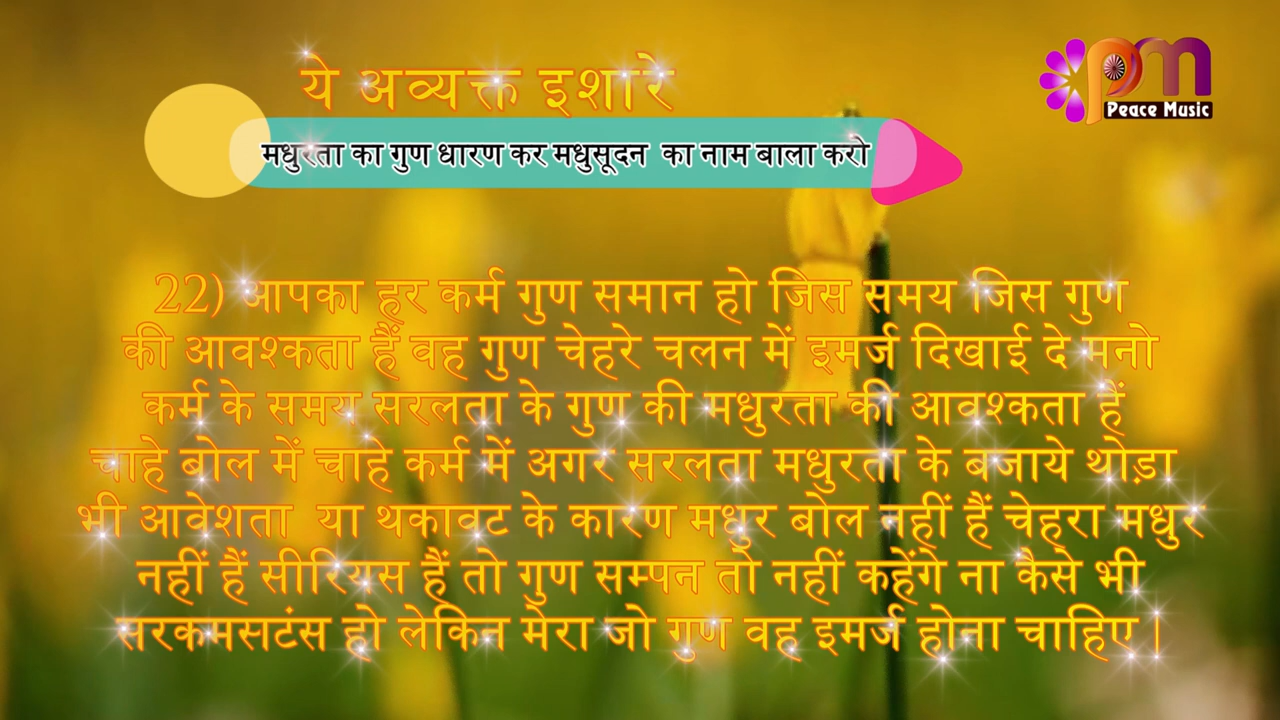 ये अव्यक्त इशारे
pm
Peace Music
मधुरता का गुण धारण कर मधुसूदन का नाम बाला करो
22) आपका हर कर्म गुण समान हो जिस समय जिस गुण
की आवश्कता हैं वह गुण चेहरे चलन में इमर्ज दिखाई दे मनो
कर्म के समय सरलता के गुण की मधुरता की आवश्कता हैं
चाहे बोल में चाहे कर्म में अगर सरलता मधुरता के बजाये थोड़ा
भी आवेशता या थकावट के कारण मधुर बोल नहीं हैं चेहरा मधुर
नहीं हैं सीरियस हैं तो गुण सम्पन तो नहीं कहेंगे ना कैसे भी
सरकमसटंस हो लेकिन मेरा जो गुण वह इमर्ज होना चाहिए |